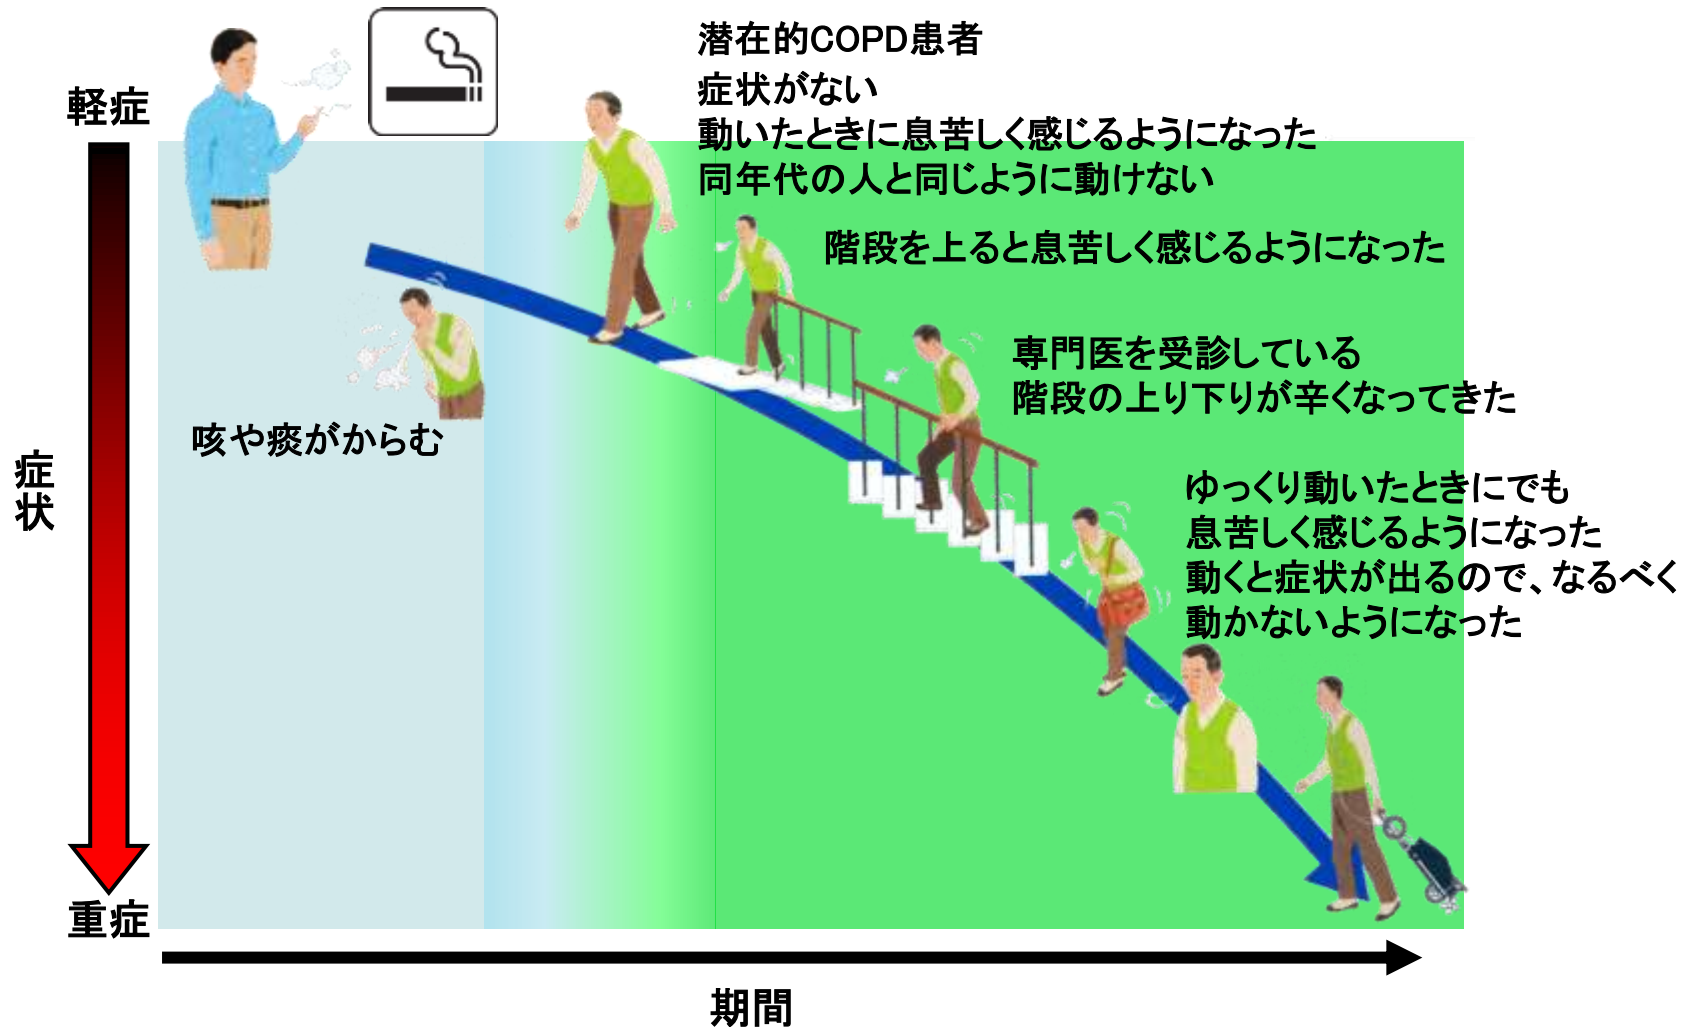 潜在的COPD患者
症状がない
動いたときに息苦しく感じるようになった
同年代の人と同じように動けない
軽症
階段を上ると息苦しく感じるようになった
専門医を受診している
階段の上り下りが辛くなってきた
咳や痰がからむ
症状
ゆっくり動いたときにでも
息苦しく感じるようになった
動くと症状が出るので、なるべく
動かないようになった
重症
期間